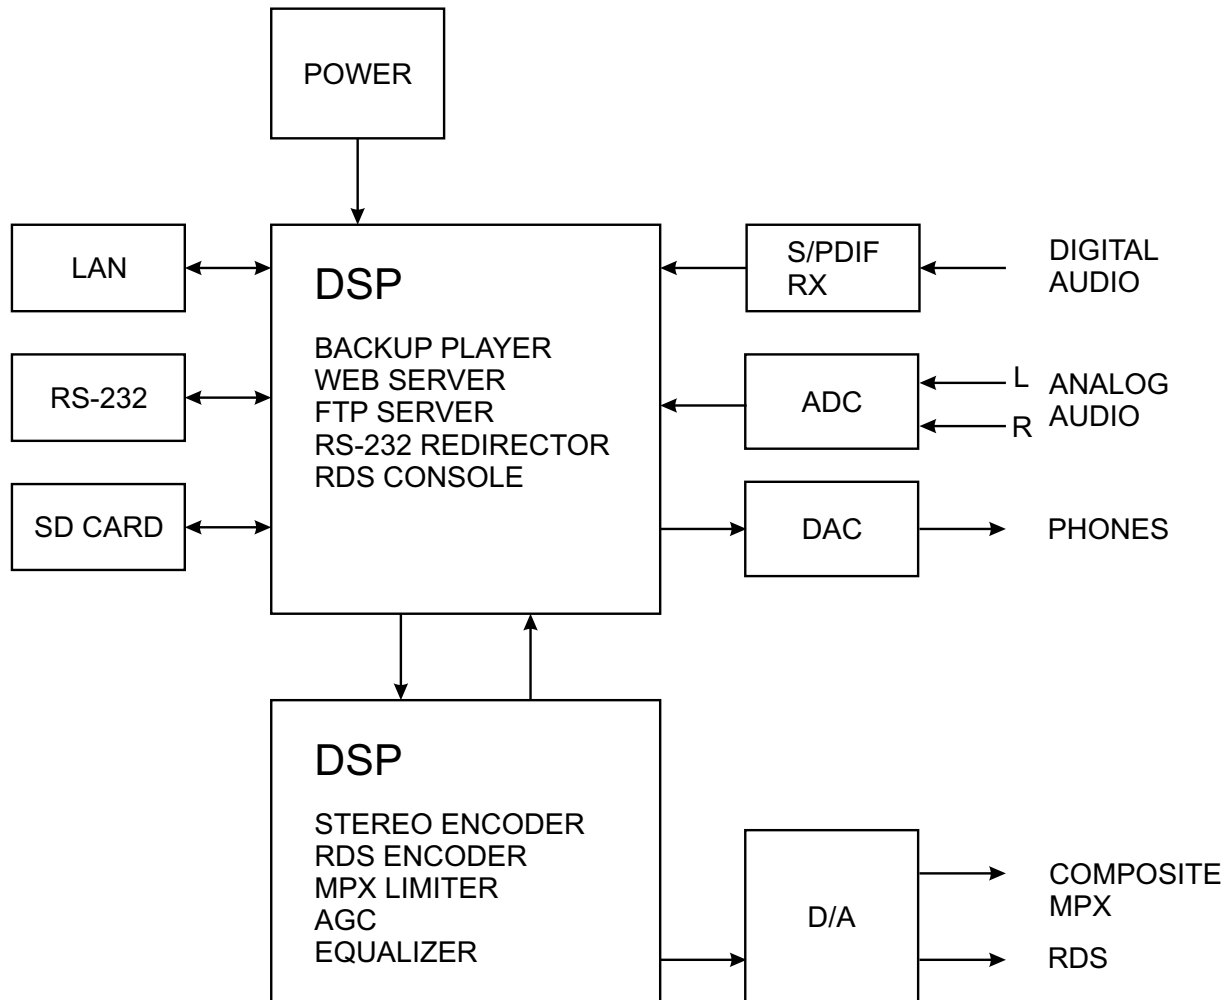 POWER
LAN
RS-232
SD CARD
DSP
BACKUP PLAYER
WEB SERVER
FTP SERVER
RS-232 REDIRECTOR
RDS CONSOLE
S/PDIF
RX
DIGITAL
AUDIO
ADC
L
R
ANALOG
AUDIO
DAC
PHONES
DSP
STEREO ENCODER
RDS ENCODER
MPX LIMITER
AGC
EQUALIZER
D/A
COMPOSITE
MPX
RDS